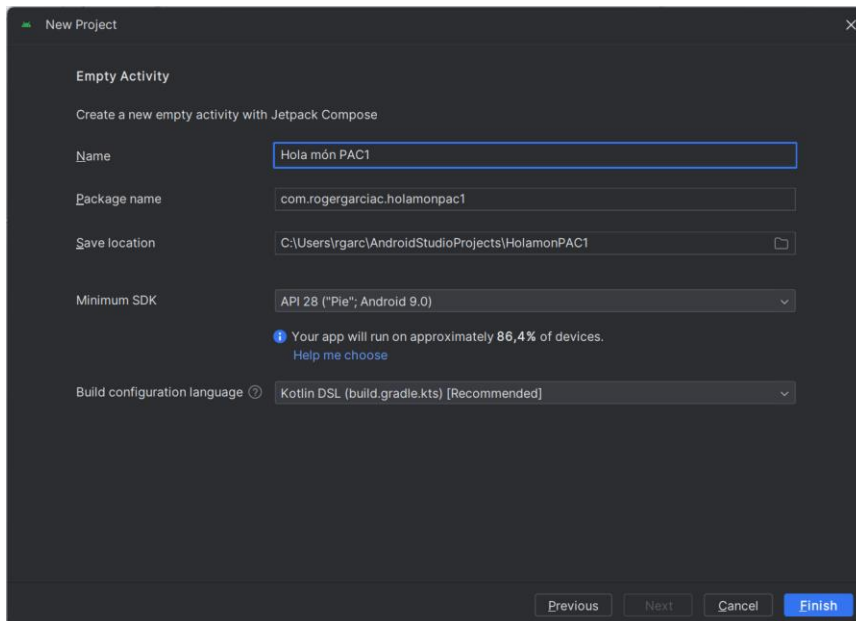 New Project
Empty Activity
Create a new empty activity with Jetpack Compose
Name Hola món PAC1
Package name com.rogergarciac.holamonpac1
Save location C:\Users\rgarc\AndroidStudioProjects\HolamonPAC1
Minimum SDK API 28 ("Pie"; Android 9.0)
Your app will run on approximately 86,4% of devices.
Help me choose
Build configuration language Kotlin DSL (build.gradle.kts) [Recommended]
Previous Next Cancel Finish